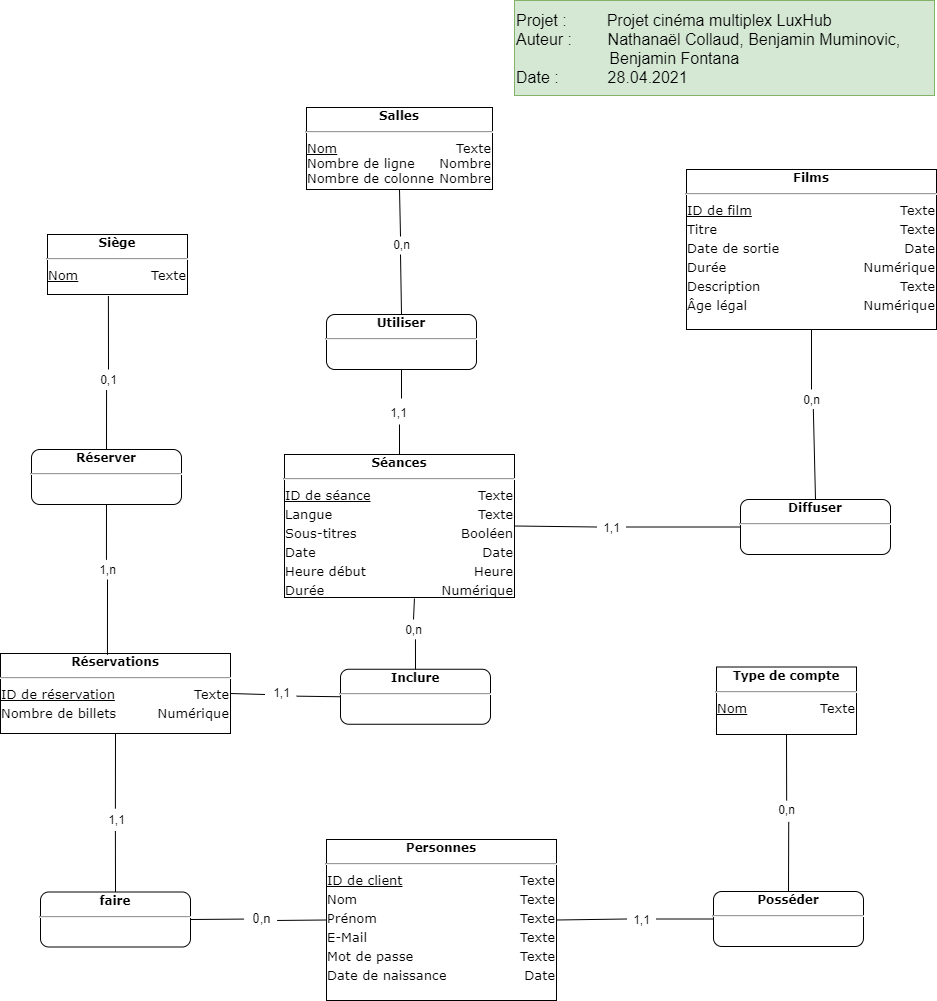 Projet : Projet cinéma multiplex LuxHub
Auteur : Nathanaël Collaud, Benjamin Muminovic,
Benjamin Fontana
Date : 28.04.2021
Salles
Nom Texte
Nombre de ligne Nombre
Nombre de colonne Nombre
Films
ID de film Texte
Titre Texte
Date de sortie Date
Durée Numérique
Description Texte
Âge légal Numérique
Siège
Nom Texte
0,n
Utiliser
0,1
0,n
1,1
Réserver
Séances
ID de séance Texte
Langue Texte
Sous-titres Booléen
Date Date
Heure début Heure
Durée Numérique
1,1
Diffuser
1,n
0,n
Réservations
ID de réservation Texte
Nombre de billets Numérique
1,1
Inclure
Type de compte
Nom Texte
1,1
0,n
Personnes
ID de client Texte
Nom Texte
Prénom Texte
E-Mail Texte
Mot de passe Texte
Date de naissance Date
faire
0,n
1,1
Posséder